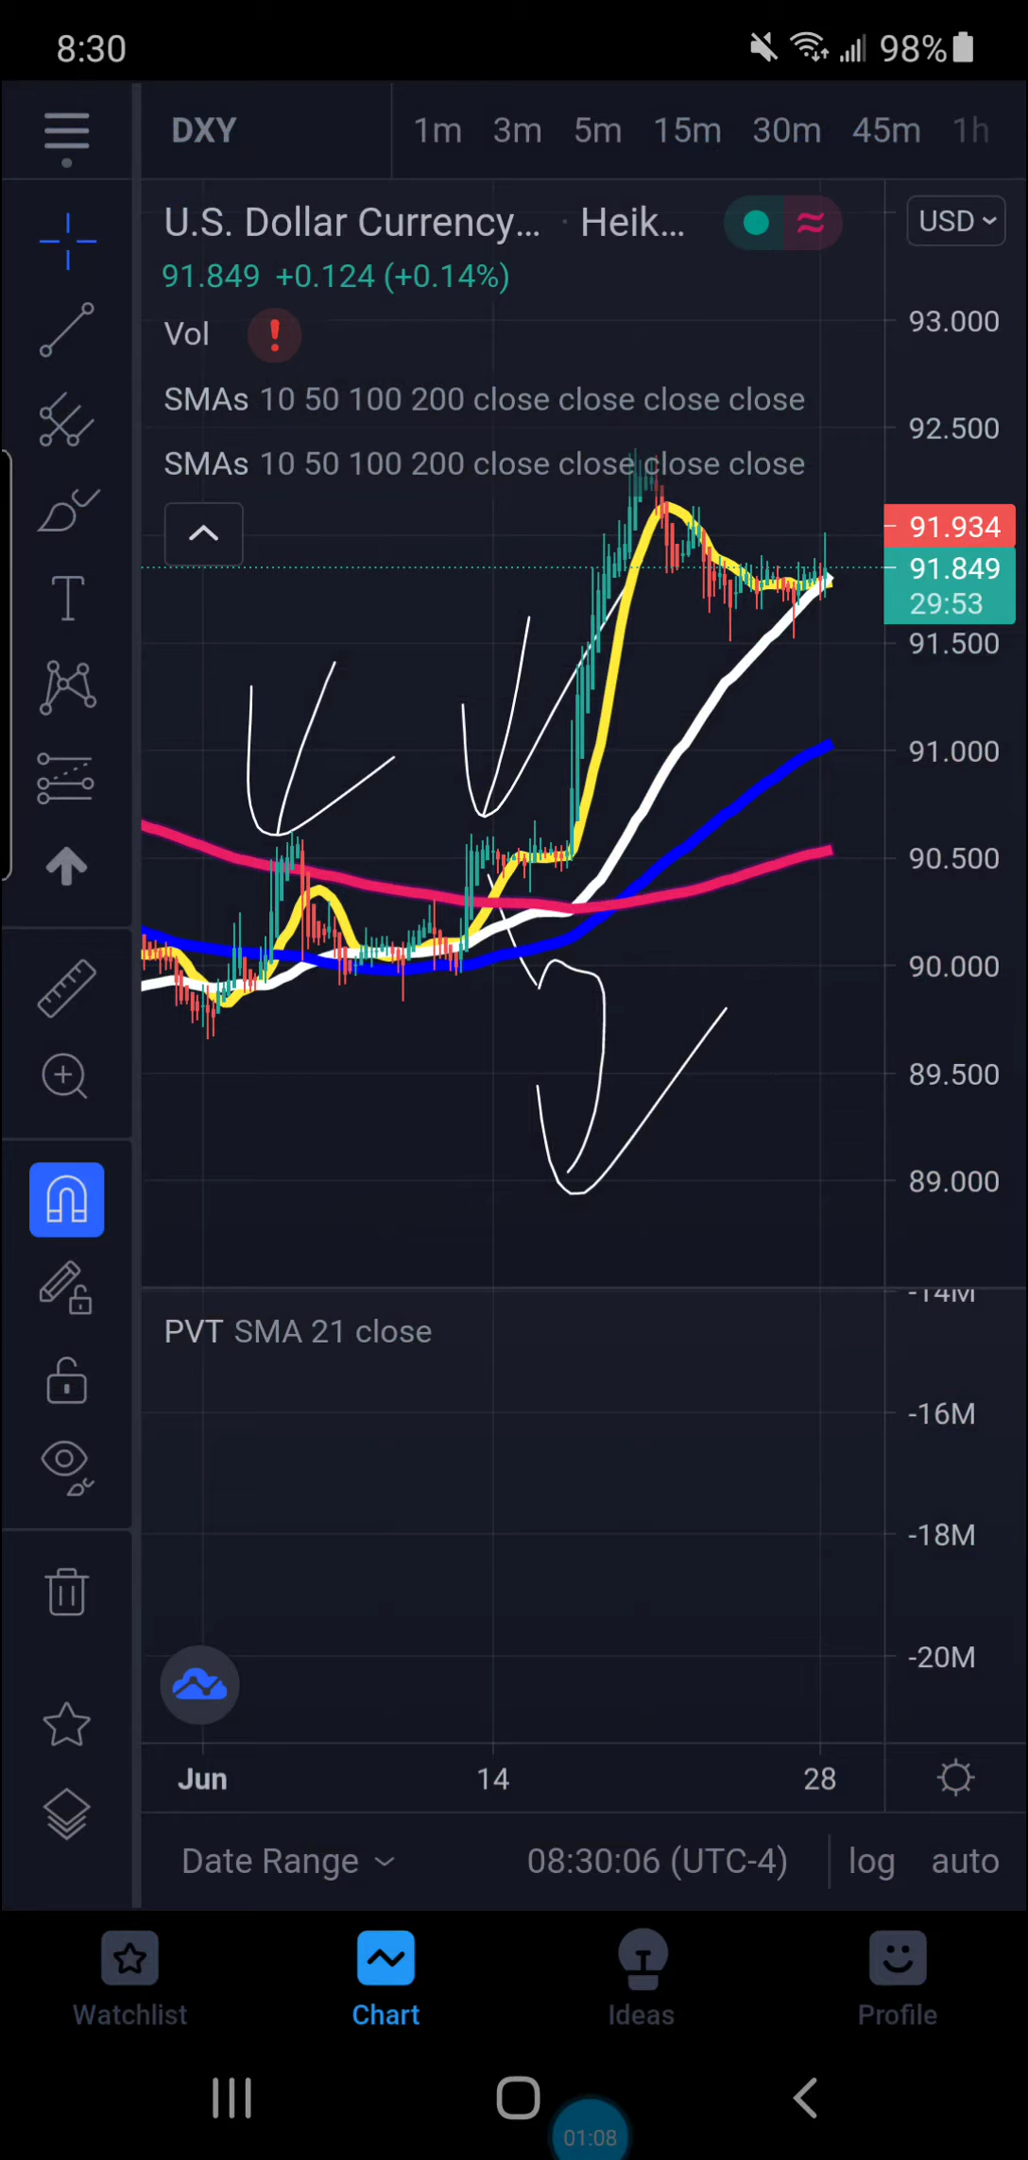 8:30 98%
DXY 1m 3m 5m 15m 30m 45m 1h
U.S. Dollar Currency... · Heik... USD
91.849 +0.124 (+0.14%)
Vol
93.000
SMAs 10 50 100 200 close close close close
92.500
SMAs 10 50 100 200 close close close close
91.934
91.849
29:53
91.500
91.000
90.500
90.000
89.500
89.000
-14M
PVT SMA 21 close
-16M
-18M
-20M
Jun 14 28
Date Range 08:30:06 (UTC-4) log auto
Watchlist Chart Ideas Profile
01:08